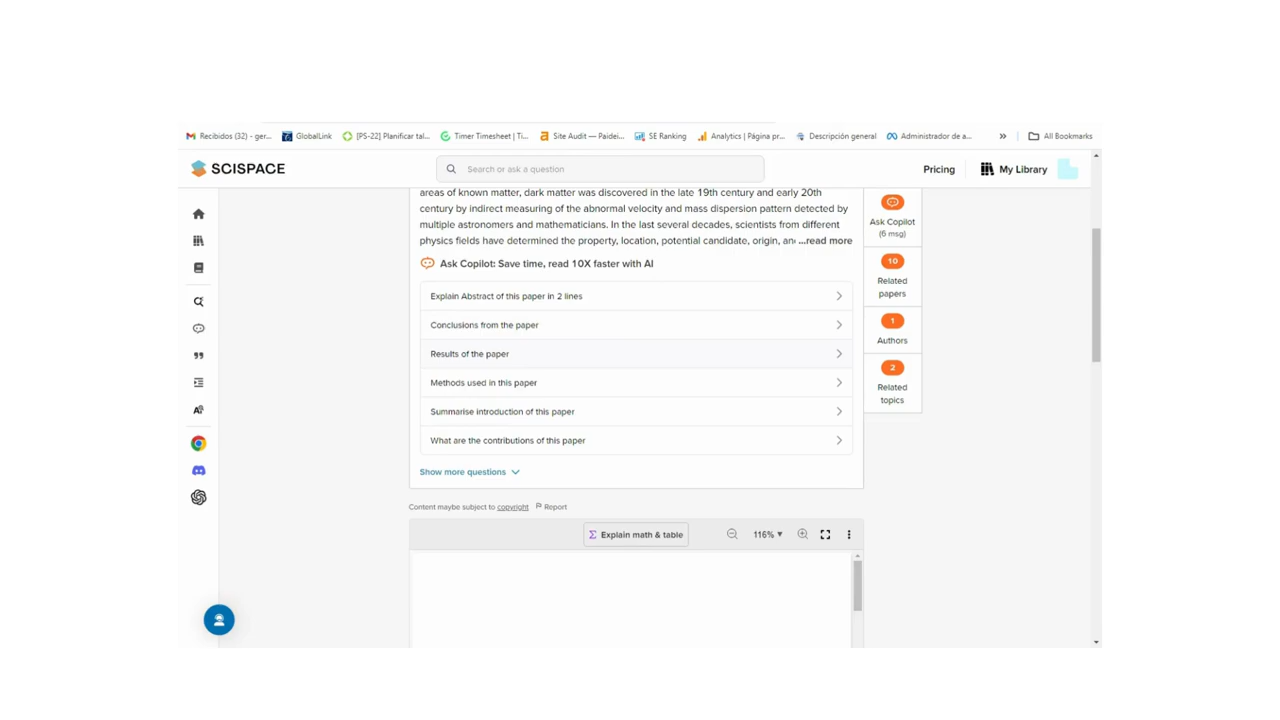 Recibidos (32) - ger... GlobalLink [PS-22] Planificar tal... Timer Timesheet | Ti... Site Audit — Paidei... SE Ranking Analytics | Página pr... Descripción general Administrador de a... » All Bookmarks
SCISPACE Search or ask a question Pricing My Library
areas of known matter, dark matter was discovered in the late 19th century and early 20th
century by indirect measuring of the abnormal velocity and mass dispersion pattern detected by
multiple astronomers and mathematicians. In the last several decades, scientists from different
physics fields have determined the property, location, potential candidate, origin, an ...read more
Ask Copilot: Save time, read 10X faster with AI
Explain Abstract of this paper in 2 lines
Conclusions from the paper
Results of the paper
Methods used in this paper
Summarise introduction of this paper
What are the contributions of this paper
Show more questions
Ask Copilot
(6 msg)
10
Related
papers
1
Authors
2
Related
topics
Content maybe subject to copyright Report
Explain math & table 116%